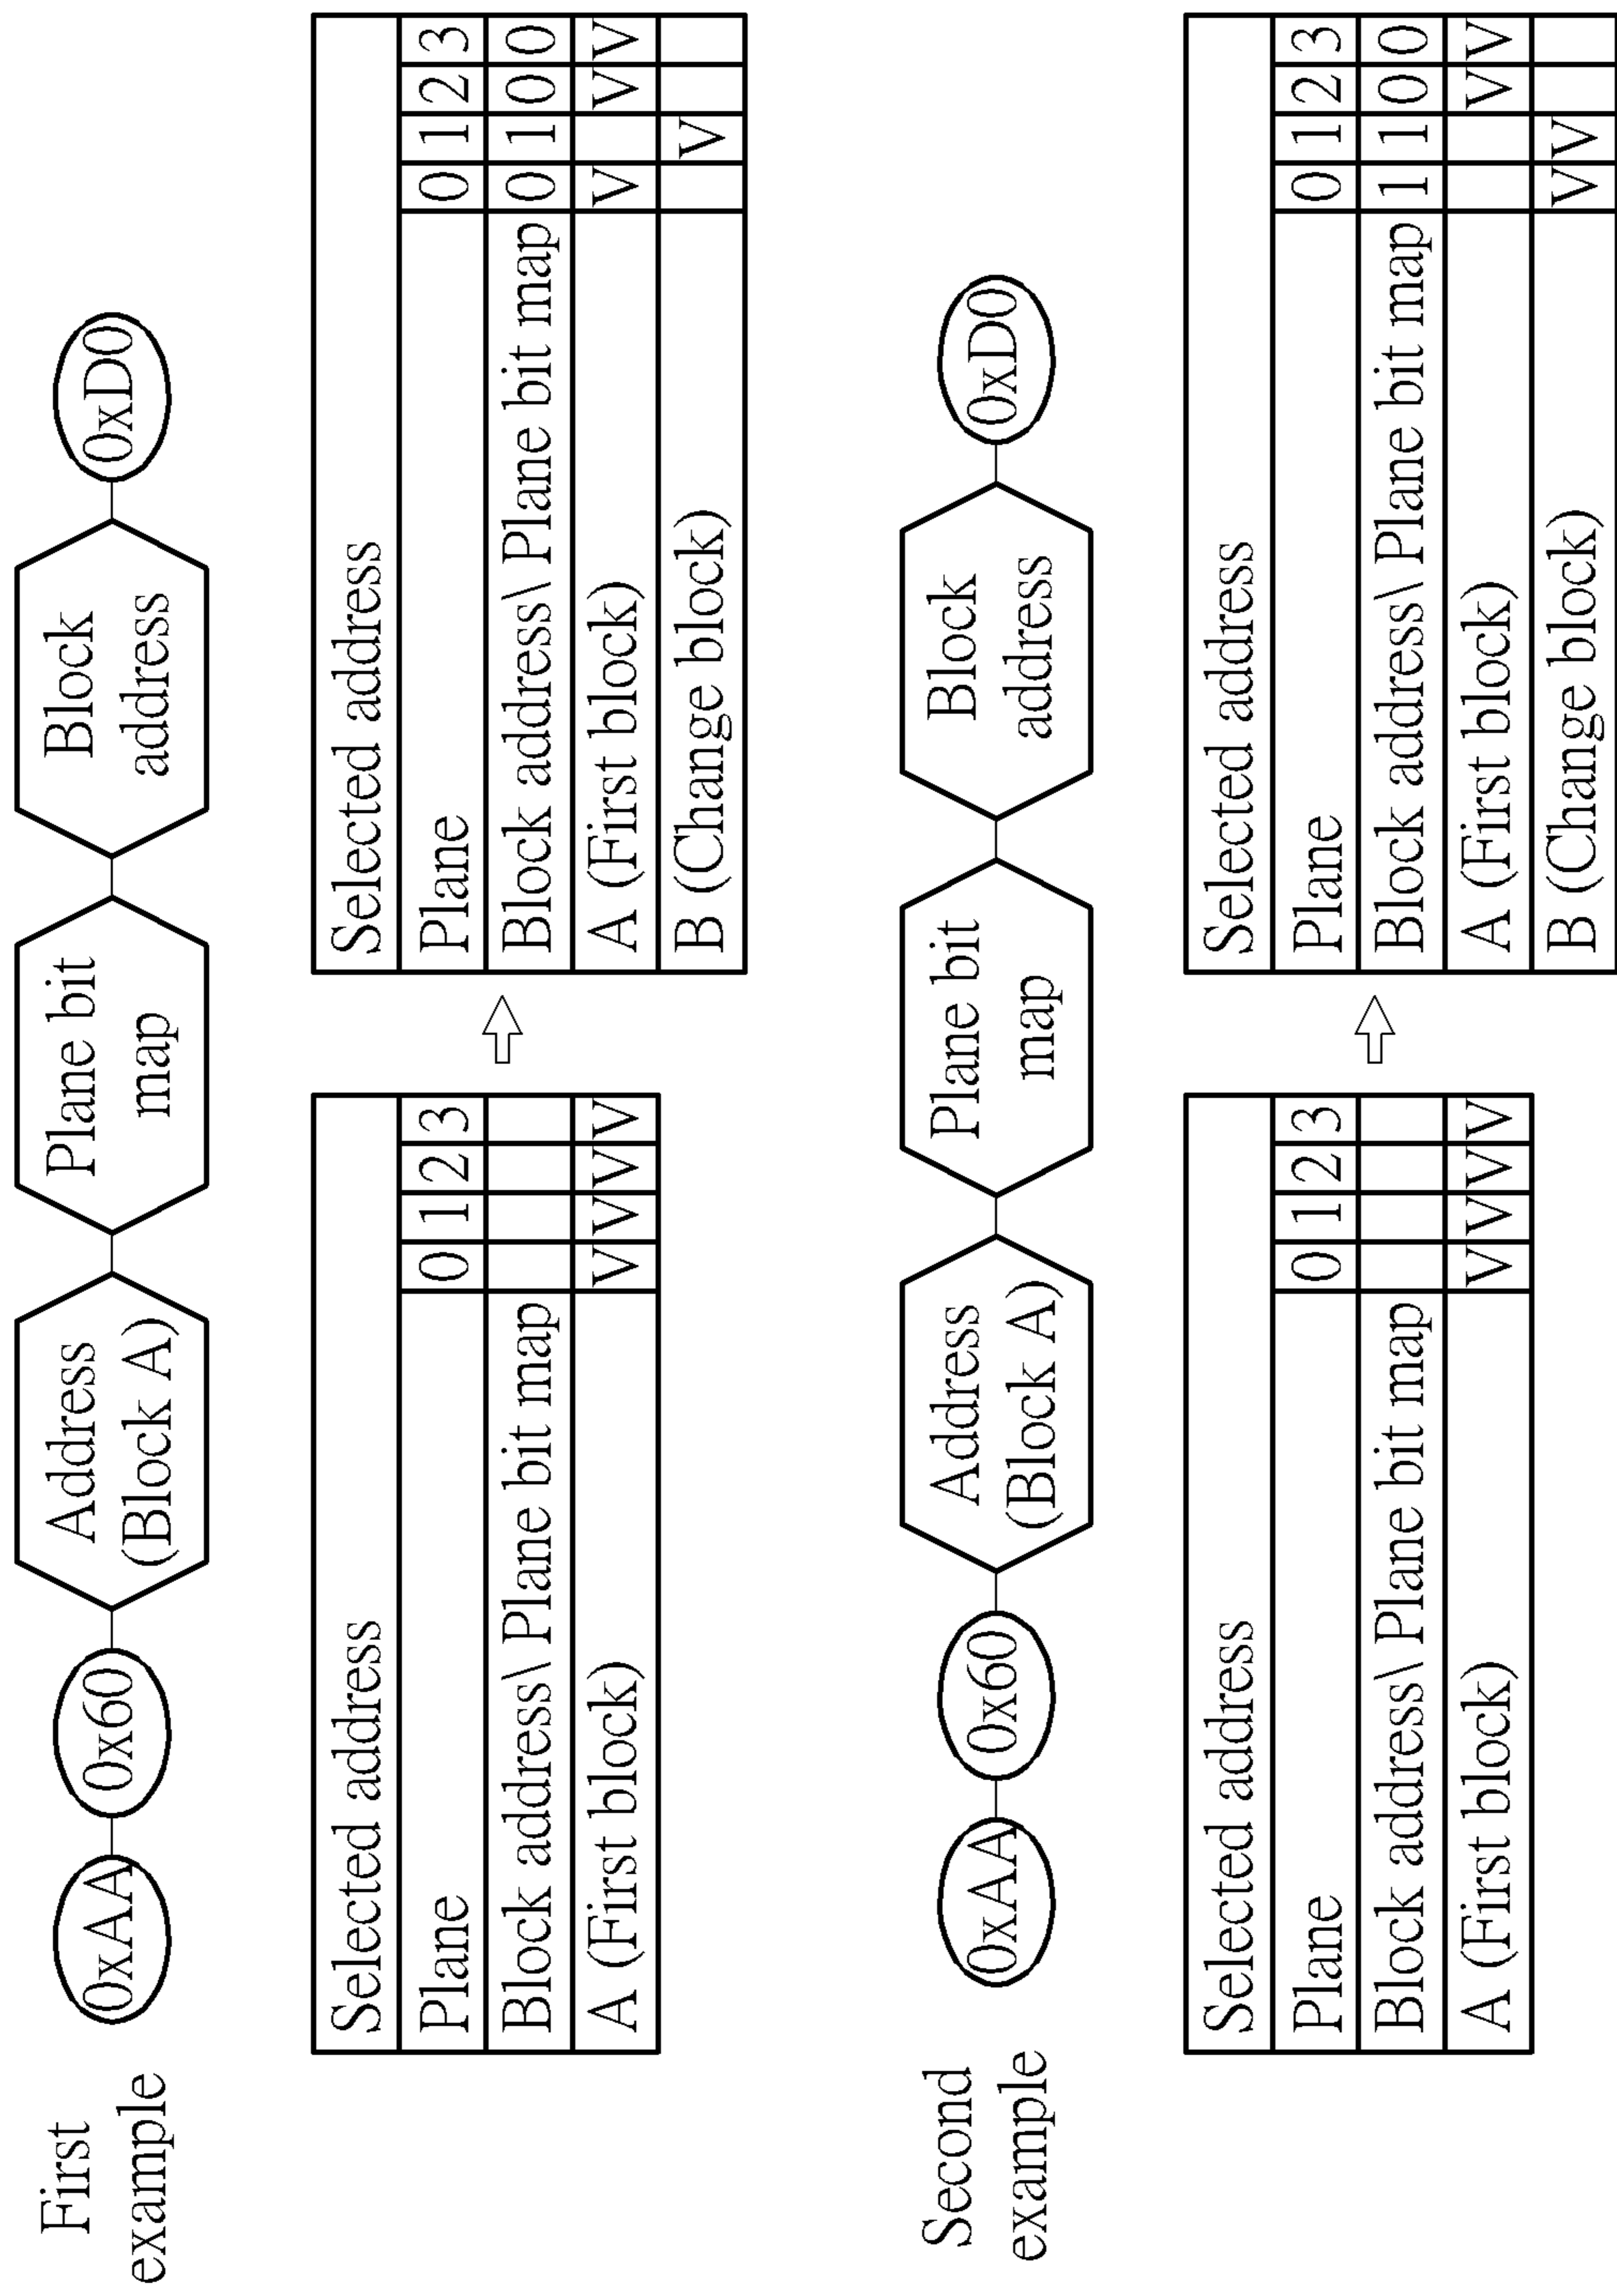 First
example
0xAA
0x60
Address
(Block A)
Plane bit
map
Block
address
0xD0
Selected address
Plane 0 1 2 3
Block address\ Plane bit map
A (First block) V V V V
Selected address
Plane 0 1 2 3
Block address\ Plane bit map 0 1 0 0
A (First block) V V V
B (Change block) V
Second
example
0xAA
0x60
Address
(Block A)
Plane bit
map
Block
address
0xD0
Selected address
Plane 0 1 2 3
Block address\ Plane bit map
A (First block) V V V V
Selected address
Plane 0 1 2 3
Block address\ Plane bit map 1 1 0 0
A (First block) V V
B (Change block) V V